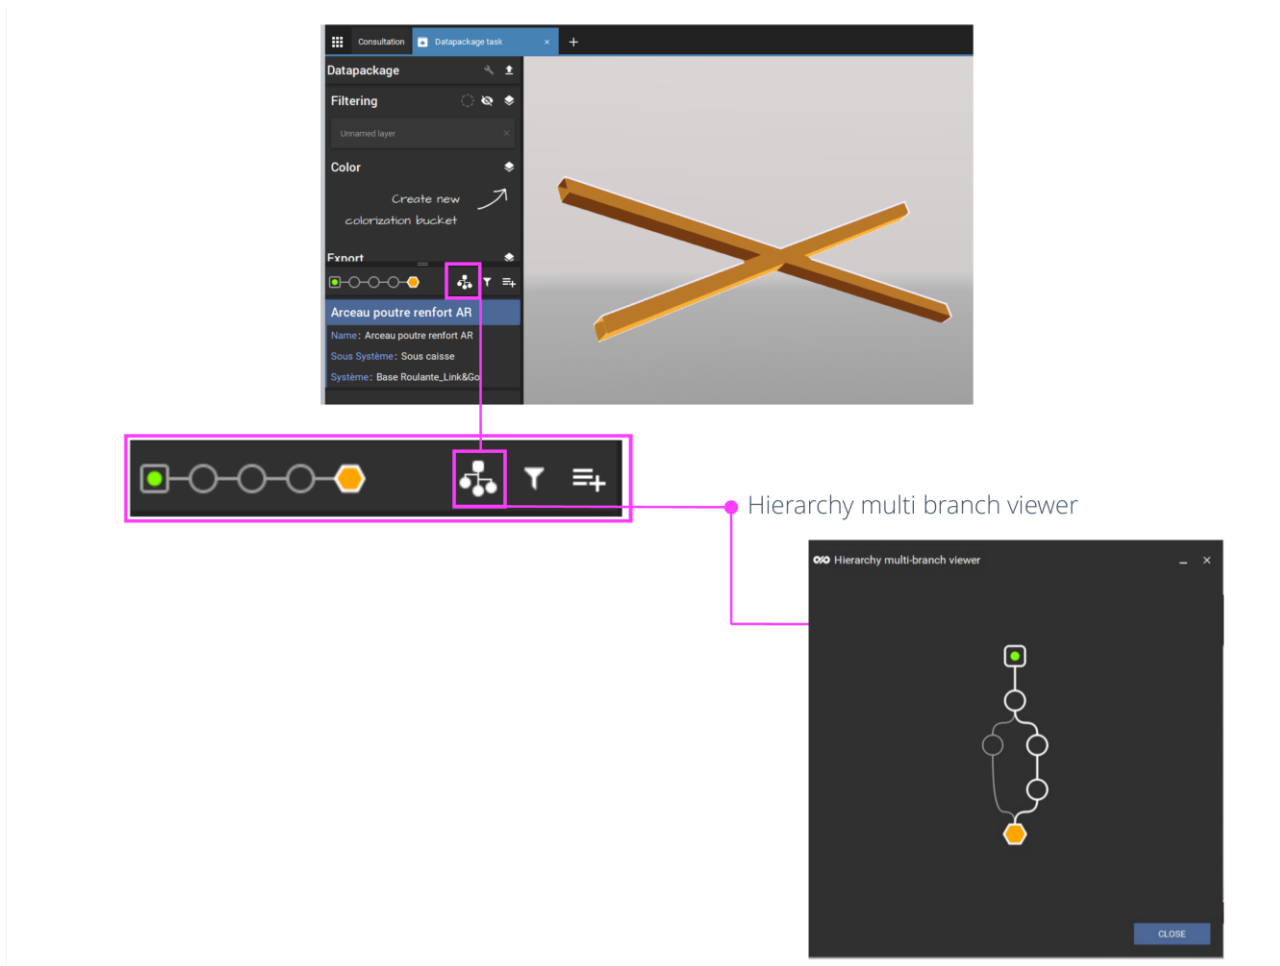 Consultation
Datapackage task
Datapackage
Filtering
Unnamed layer
Color
Create new
colorization bucket
Export
Arceau poutre renfort AR
Name: Arceau poutre renfort AR
Sous Système: Sous caisse
Système: Base Roulante_Link&Go
Hierarchy multi branch viewer
Hierarchy multi-branch viewer
CLOSE